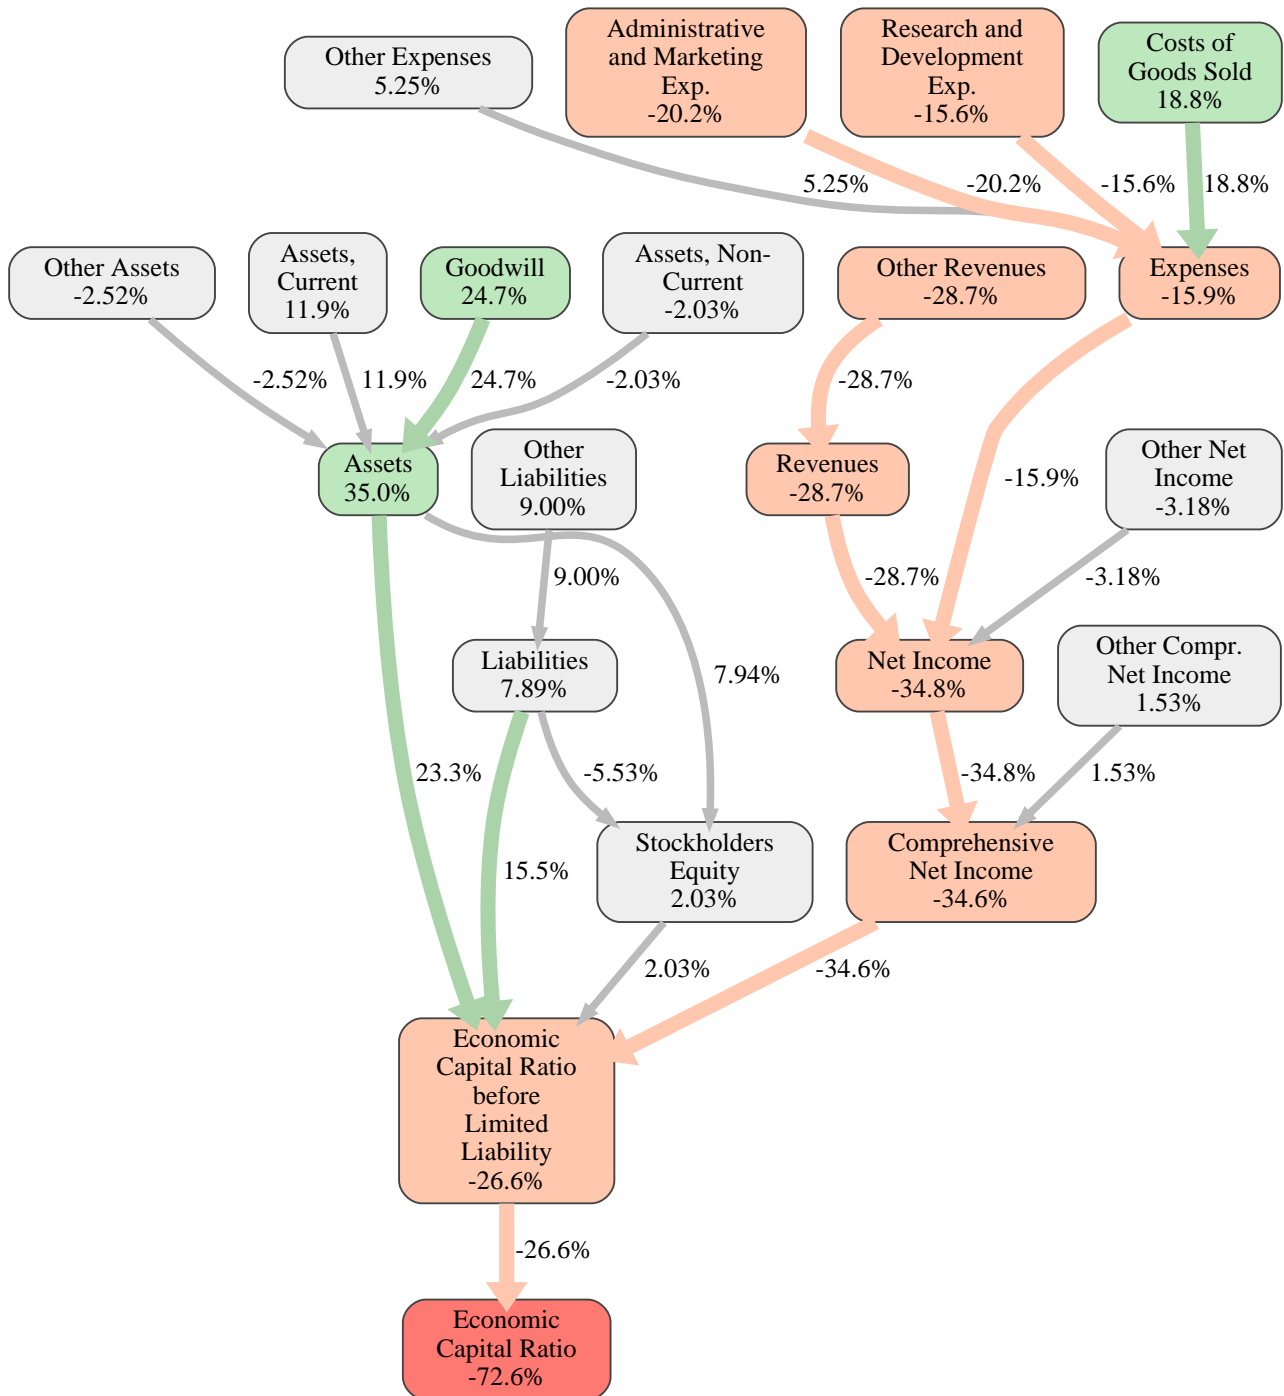 Other Expenses
5.25%
Administrative
and Marketing
Exp.
-20.2%
Research and
Development
Exp.
-15.6%
Costs of
Goods Sold
18.8%
5.25%
-20.2%
-15.6%
18.8%
Other Assets
-2.52%
Assets,
Current
11.9%
Goodwill
24.7%
Assets, Non-
Current
-2.03%
Other Revenues
-28.7%
Expenses
-15.9%
-2.52%
11.9%
24.7%
-2.03%
-28.7%
Assets
35.0%
Other
Liabilities
9.00%
Revenues
-28.7%
-15.9%
Other Net
Income
-3.18%
9.00%
-28.7%
-3.18%
Liabilities
7.89%
7.94%
Net Income
-34.8%
Other Compr.
Net Income
1.53%
23.3%
-5.53%
-34.8%
1.53%
15.5%
Stockholders
Equity
2.03%
Comprehensive
Net Income
-34.6%
2.03%
-34.6%
Economic
Capital Ratio
before
Limited
Liability
-26.6%
-26.6%
Economic
Capital Ratio
-72.6%